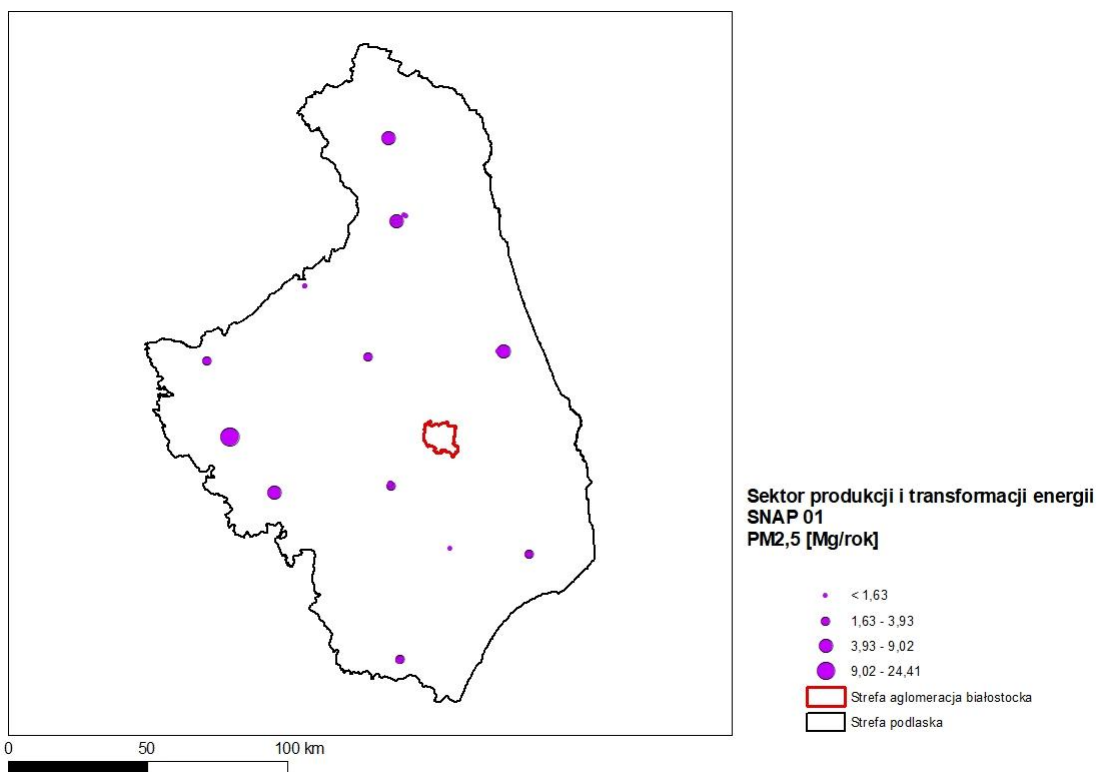 Sektor produkcji i transformacji energii
SNAP 01
PM2,5 [Mg/rok]
< 1,63
1,63 - 3,93
3,93 - 9,02
9,02 - 24,41
Strefa aglomeracja białostocka
Strefa podlaska
0 50 100 km